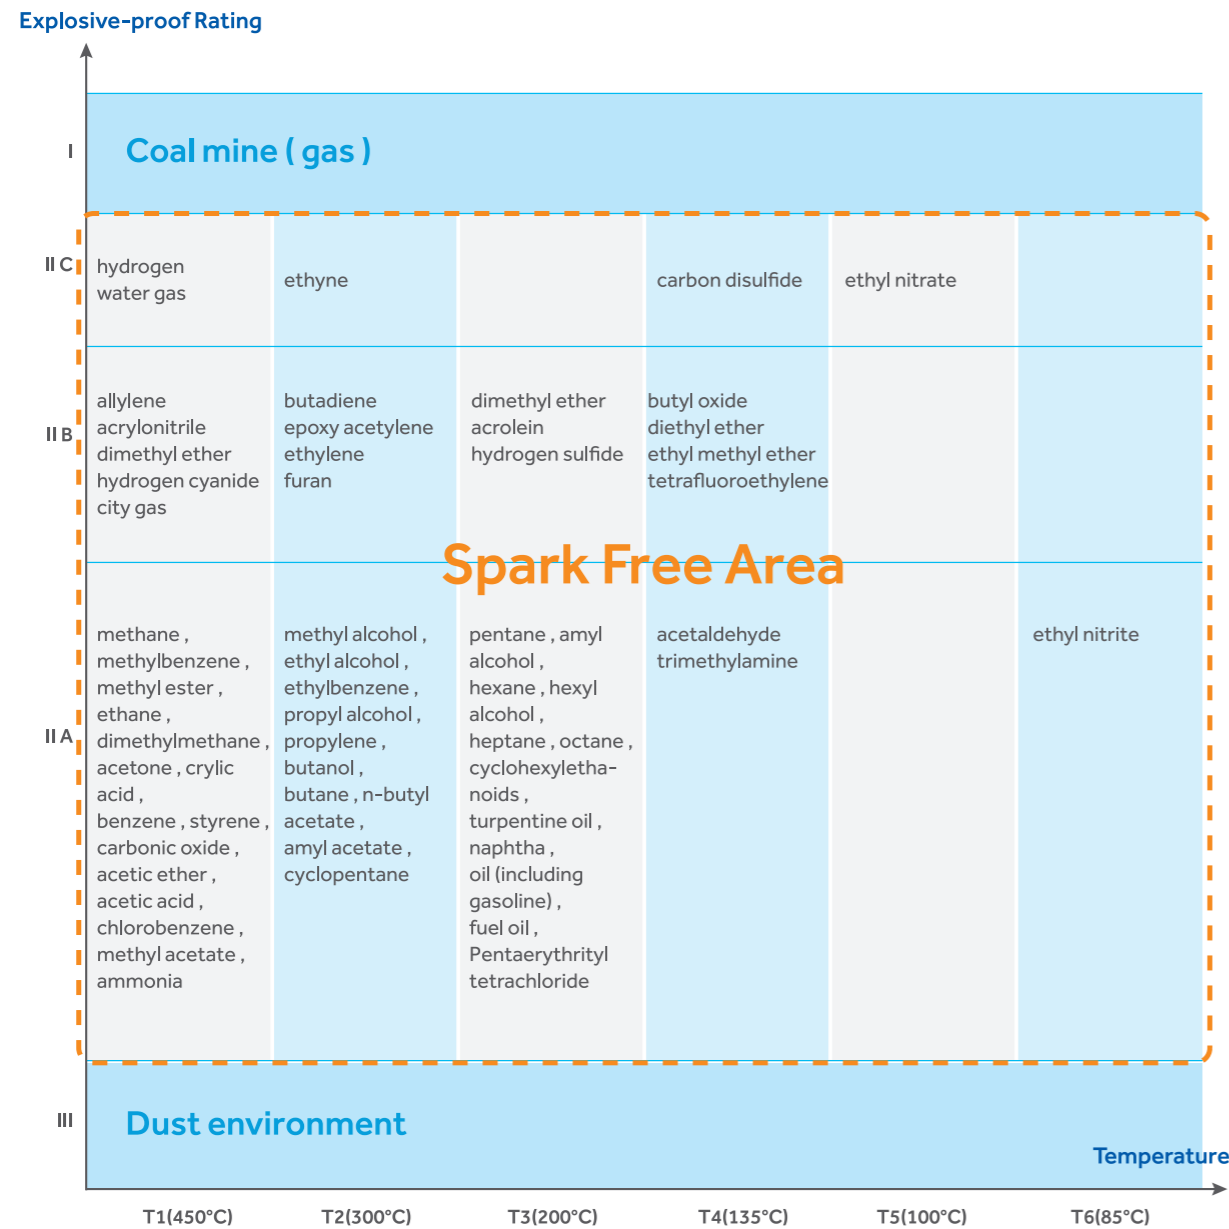 Explosive-proof Rating
I
Coal mine ( gas )
II C
hydrogen
water gas
ethyne
carbon disulfide
ethyl nitrate
II B
allylene
acrylonitrile
dimethyl ether
hydrogen cyanide
city gas
butadiene
epoxy acetylene
ethylene
furan
dimethyl ether
acrolein
hydrogen sulfide
butyl oxide
diethyl ether
ethyl methyl ether
tetrafluoroethylene
Spark Free Area
II A
methane ,
methylbenzene ,
methyl ester ,
ethane ,
dimethylmethane ,
acetone , crylic
acid ,
benzene , styrene ,
carbonic oxide ,
acetic ether ,
acetic acid ,
chlorobenzene ,
methyl acetate ,
ammonia
methyl alcohol ,
ethyl alcohol ,
ethylbenzene ,
propyl alcohol ,
propylene ,
butanol ,
butane , n-butyl
acetate ,
amyl acetate ,
cyclopentane
pentane , amyl
alcohol ,
hexane , hexyl
alcohol ,
heptane , octane ,
cyclohexyletha-
noids ,
turpentine oil ,
naphtha ,
oil (including
gasoline) ,
fuel oil ,
Pentaerythrityl
tetrachloride
acetaldehyde
trimethylamine
ethyl nitrite
III
Dust environment
Temperature
T1(450°C)
T2(300°C)
T3(200°C)
T4(135°C)
T5(100°C)
T6(85°C)